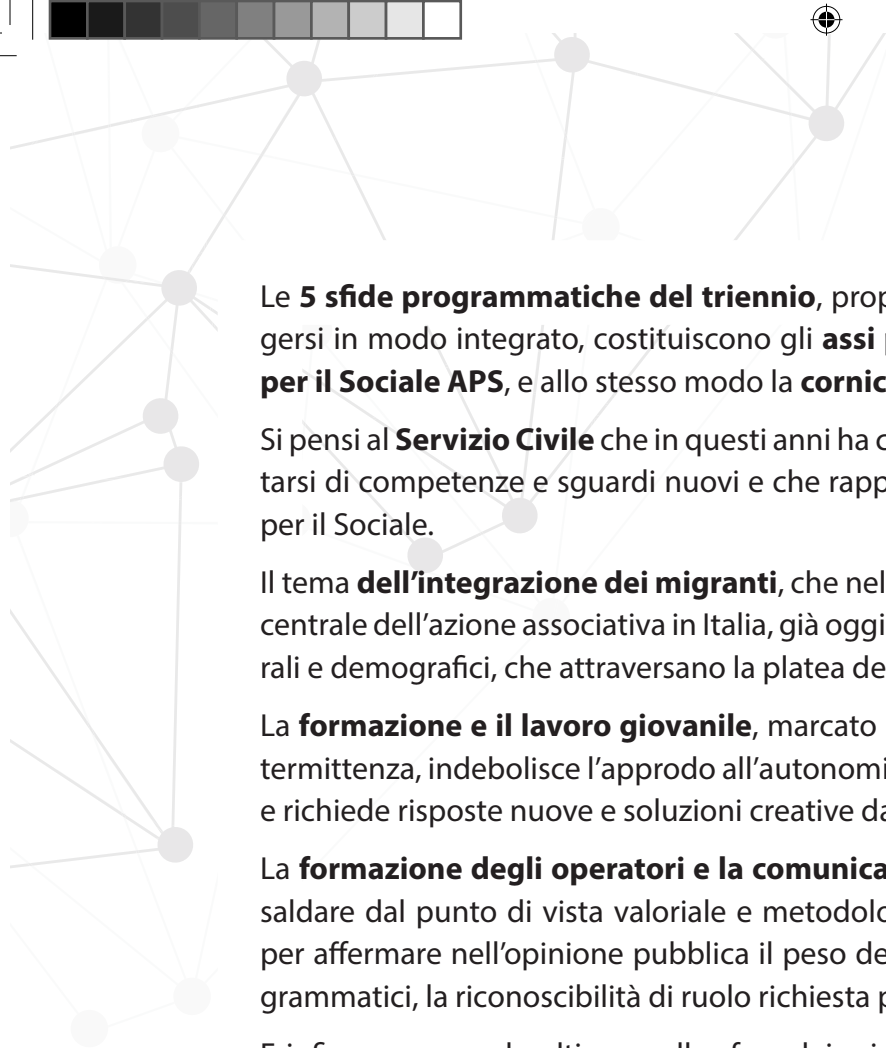 Le 5 sfide programmatiche del triennio, prop
gersi in modo integrato, costituiscono gli assi
per il Sociale APS, e allo stesso modo la cornic
Si pensi al Servizio Civile che in questi anni ha
tarsi di competenze e sguardi nuovi e che rapp
per il Sociale.
Il tema dell’integrazione dei migranti, che nel
centrale dell’azione associativa in Italia, già oggi
rali e demografici, che attraversano la platea de
La formazione e il lavoro giovanile, marcato
termittenza, indebolisce l’approdo all’autonomi
e richiede risposte nuove e soluzioni creative da
La formazione degli operatori e la comunica
saldare dal punto di vista valoriale e metodolo
per affermare nell’opinione pubblica il peso de
grammatici, la riconoscibilità di ruolo richiesta p